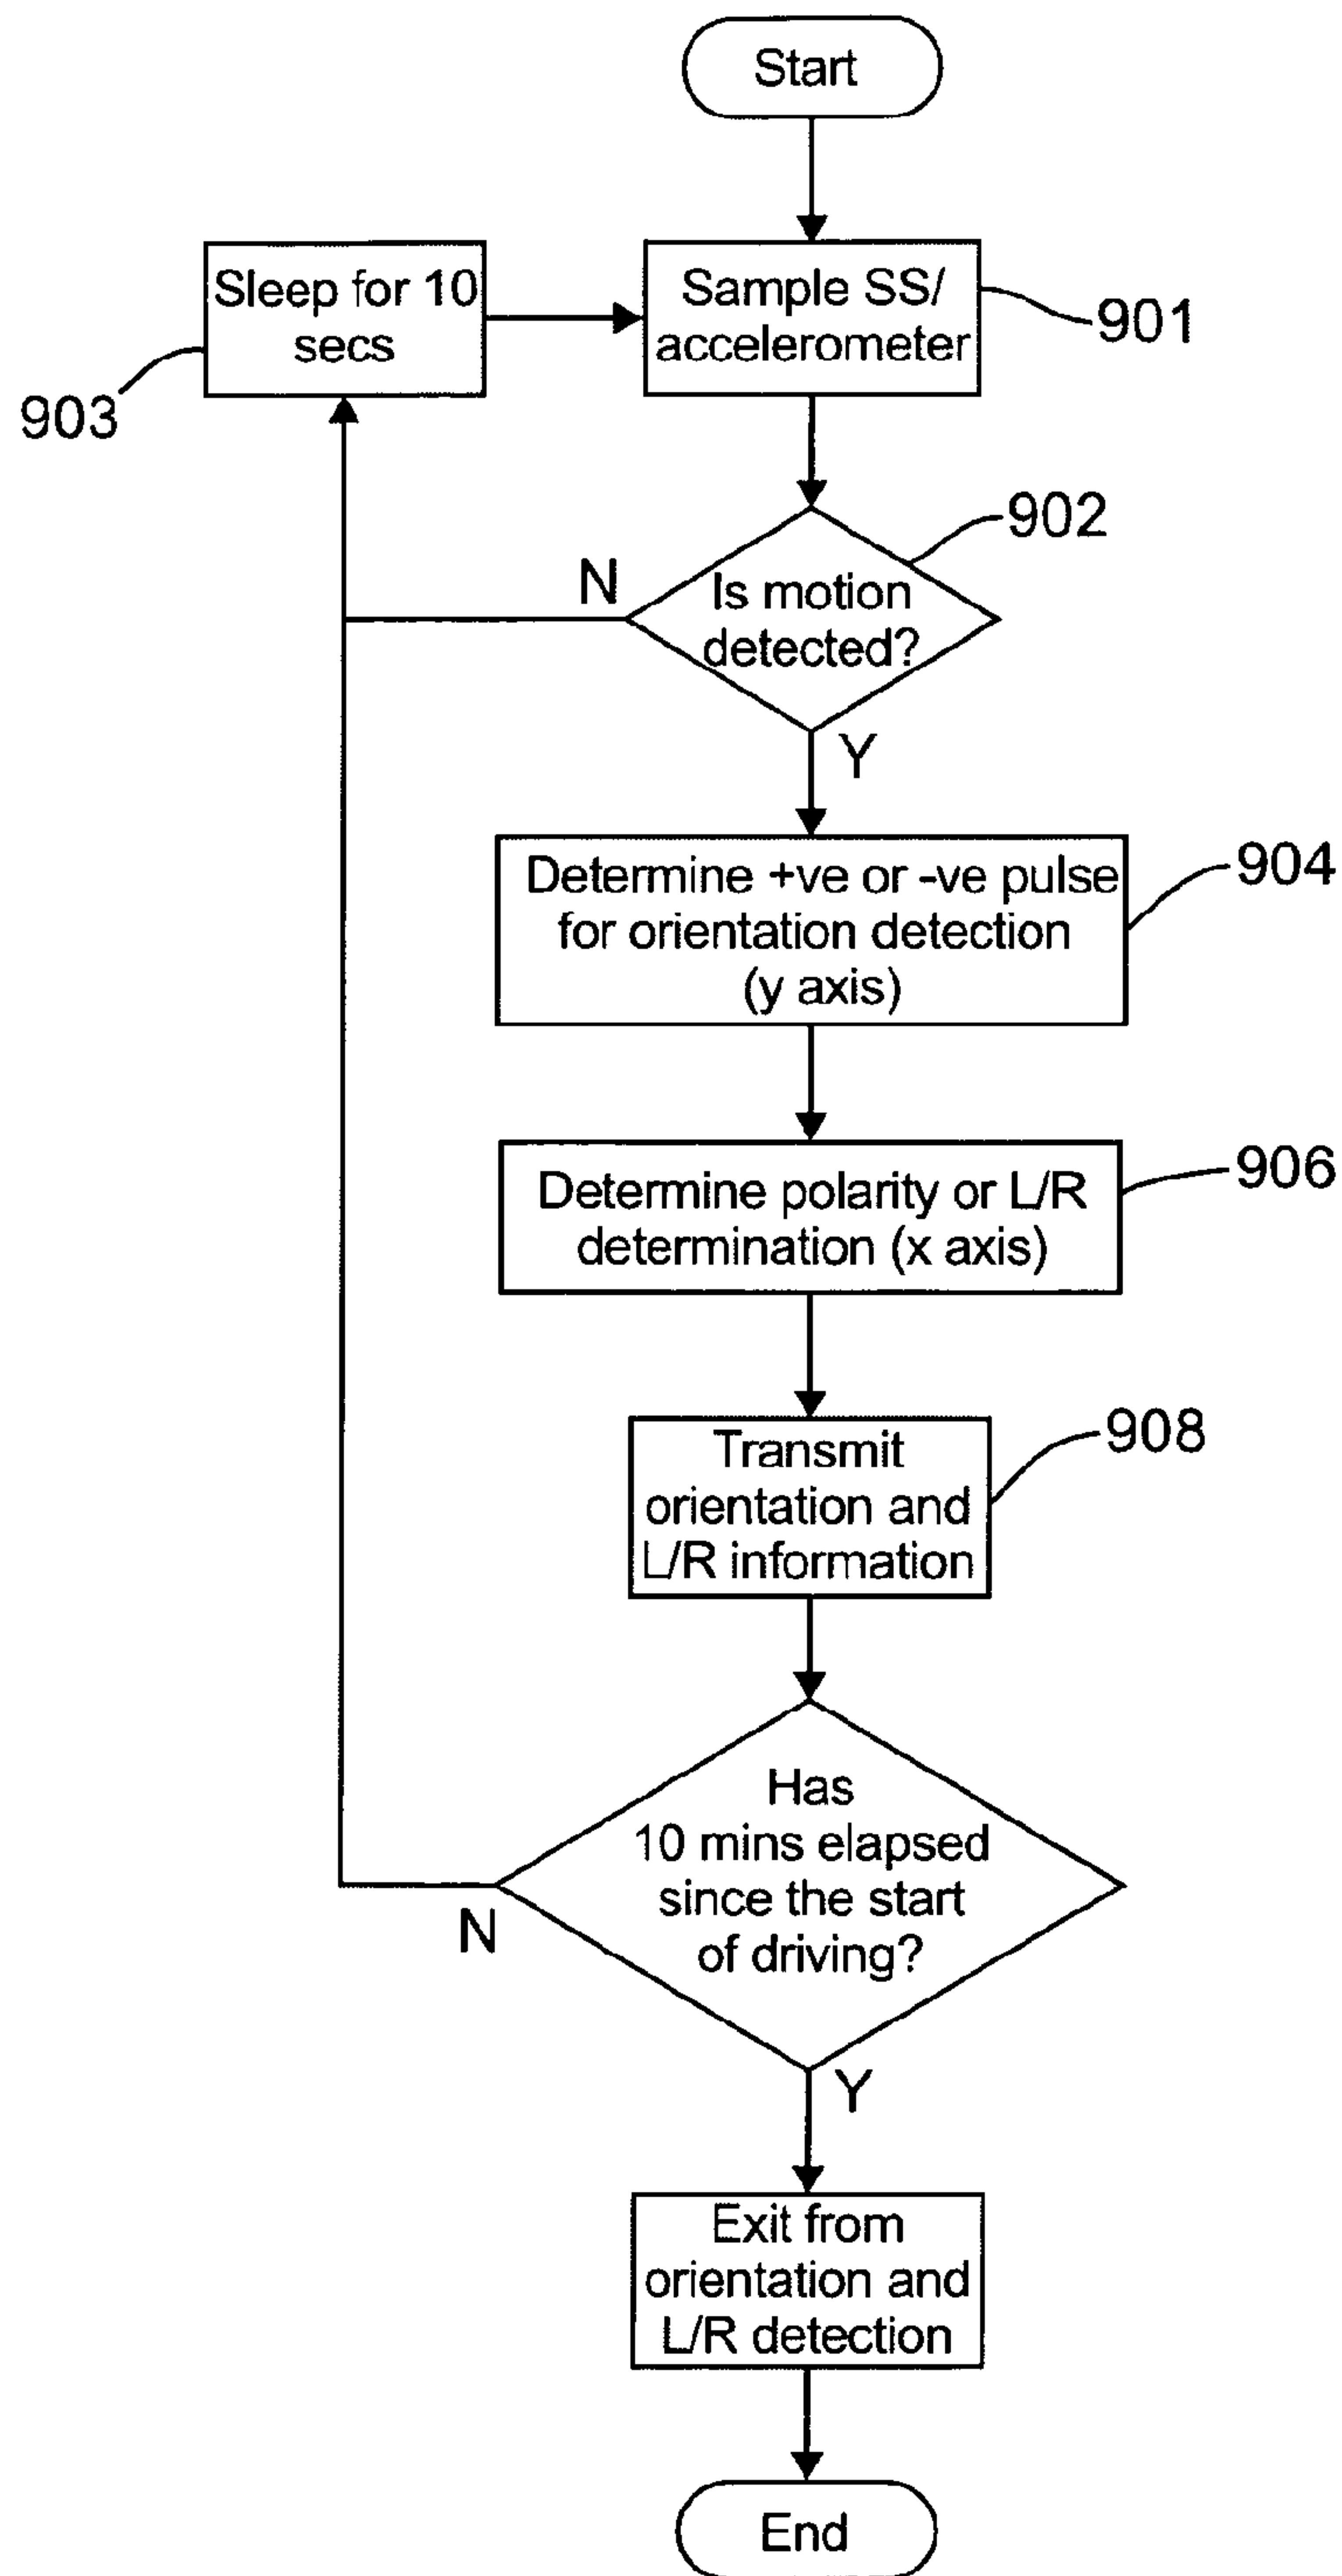 Start
Sleep for 10
secs
903
Sample SS/
accelerometer
901
902
N
Is motion
detected?
Y
Determine +ve or -ve pulse
for orientation detection
(y axis)
904
Determine polarity or L/R
determination (x axis)
906
Transmit
orientation and
L/R information
908
Has
10 mins elapsed
since the start
of driving?
N
Y
Exit from
orientation and
L/R detection
End